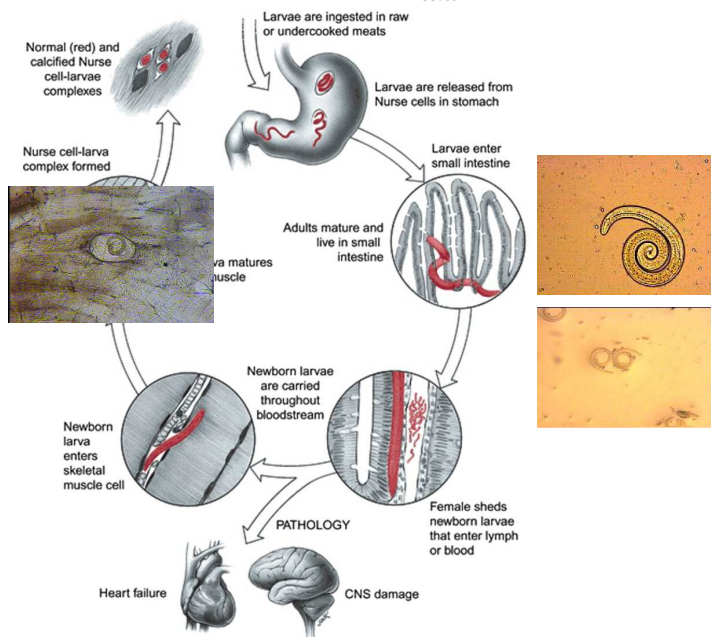 Larvae are ingested in raw
or undercooked meats
Normal (red) and
calcified Nurse
cell-larvae
complexes
Larvae are released from
Nurse cells in stomach
Larvae enter
small intestine
Nurse cell-larva
complex formed
Adults mature and
live in small
intestine
matures
Newborn larvae
are carried
throughout
bloodstream
Newborn
larva
enters
skeletal
muscle cell
Female sheds
newborn larvae
that enter lymph
or blood
PATHOLOGY
Heart failure
CNS damage